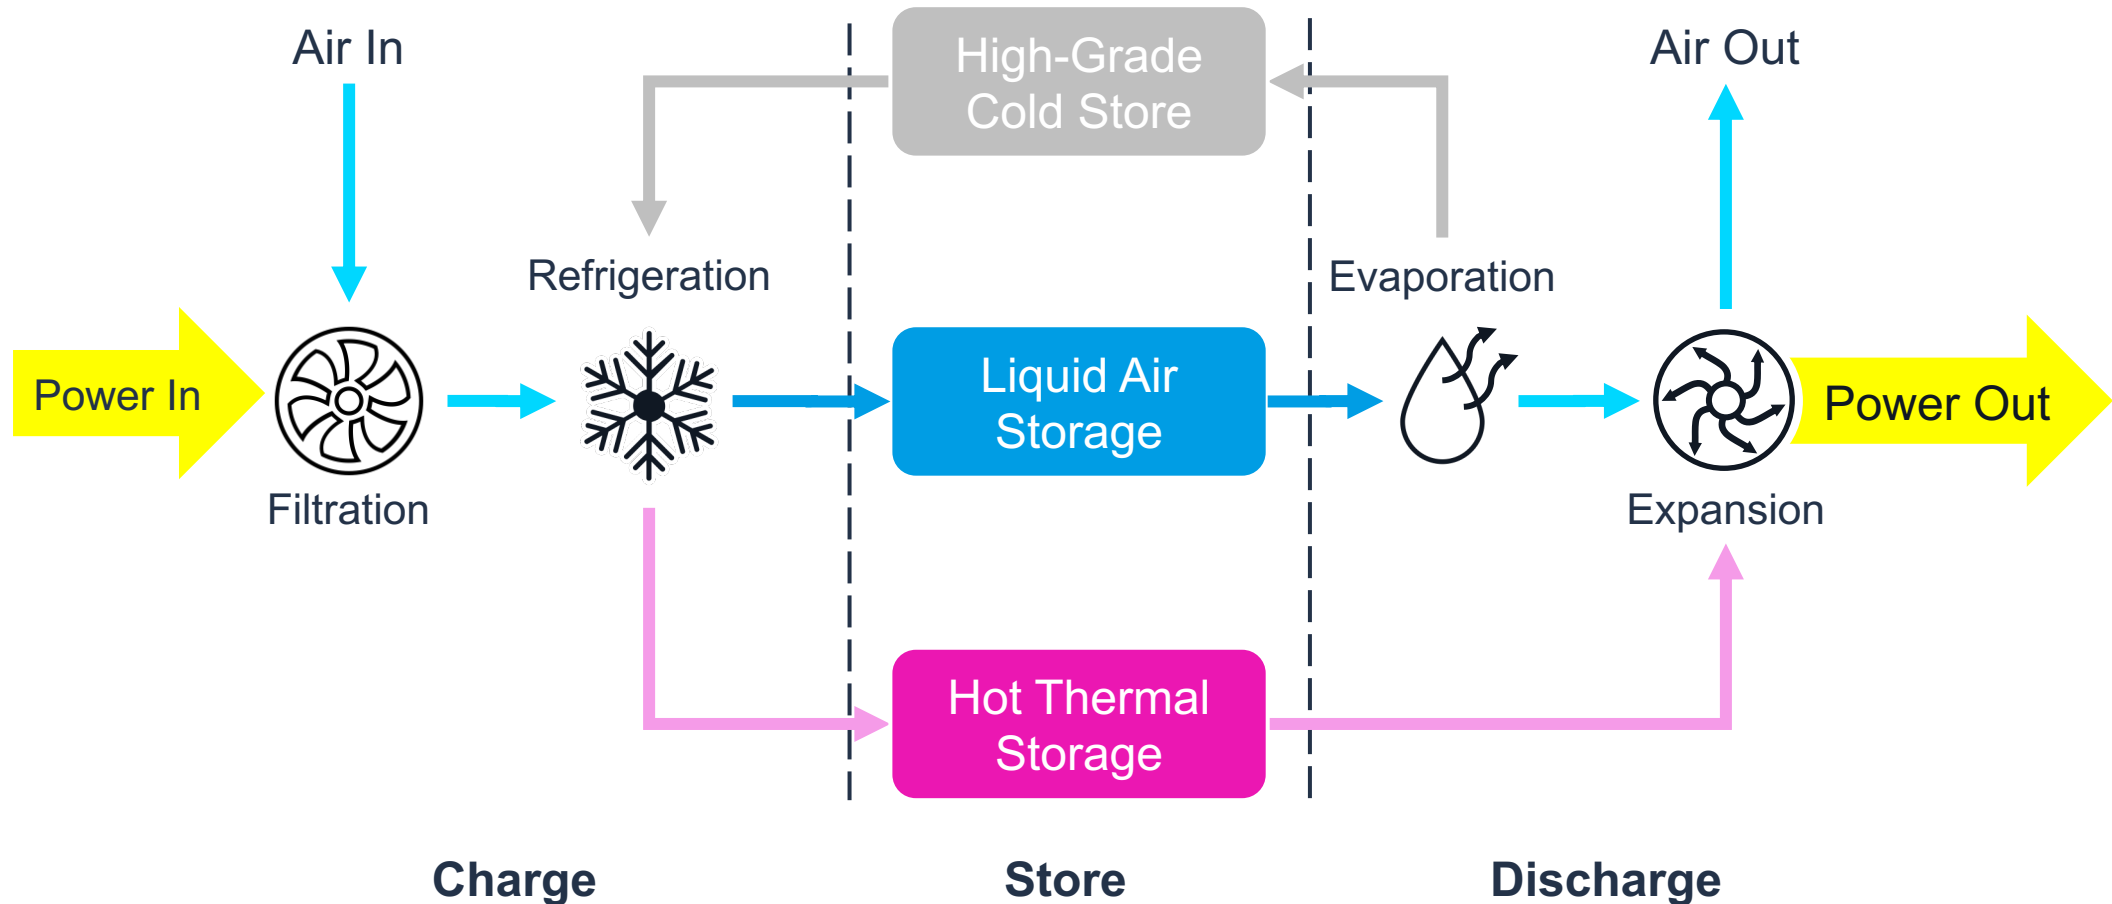 Air In
High-Grade
Cold Store
Air Out
Refrigeration
Evaporation
Power In
Liquid Air
Storage
Power Out
Filtration
Expansion
Hot Thermal
Storage
Charge
Store
Discharge